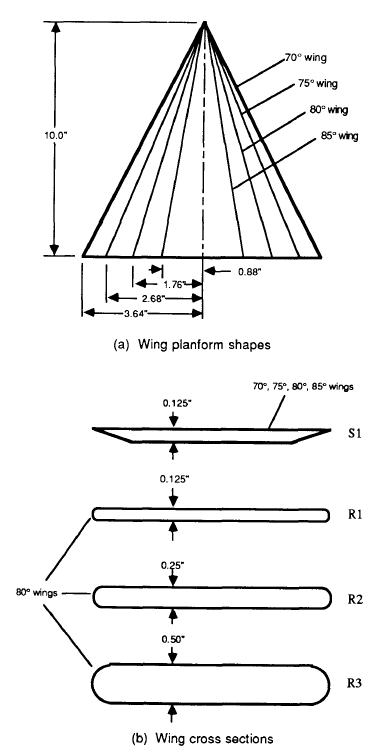 70° wing
75° wing
80° wing
85° wing
10.0"
0.88"
1.76"
2.68"
3.64"
(a) Wing planform shapes
70°, 75°, 80°, 85° wings
0.125"
S1
0.125"
R1
0.25"
80° wings
R2
0.50"
R3
(b) Wing cross sections